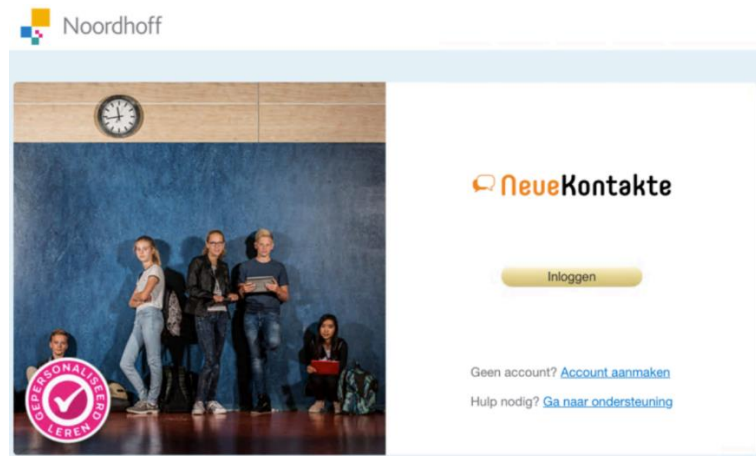 Noordhoff
NeueKontakte
Inloggen
Geen account? Account aanmaken
Hulp nodig? Ga naar ondersteuning
GEPERSONALISEERD
LEREN